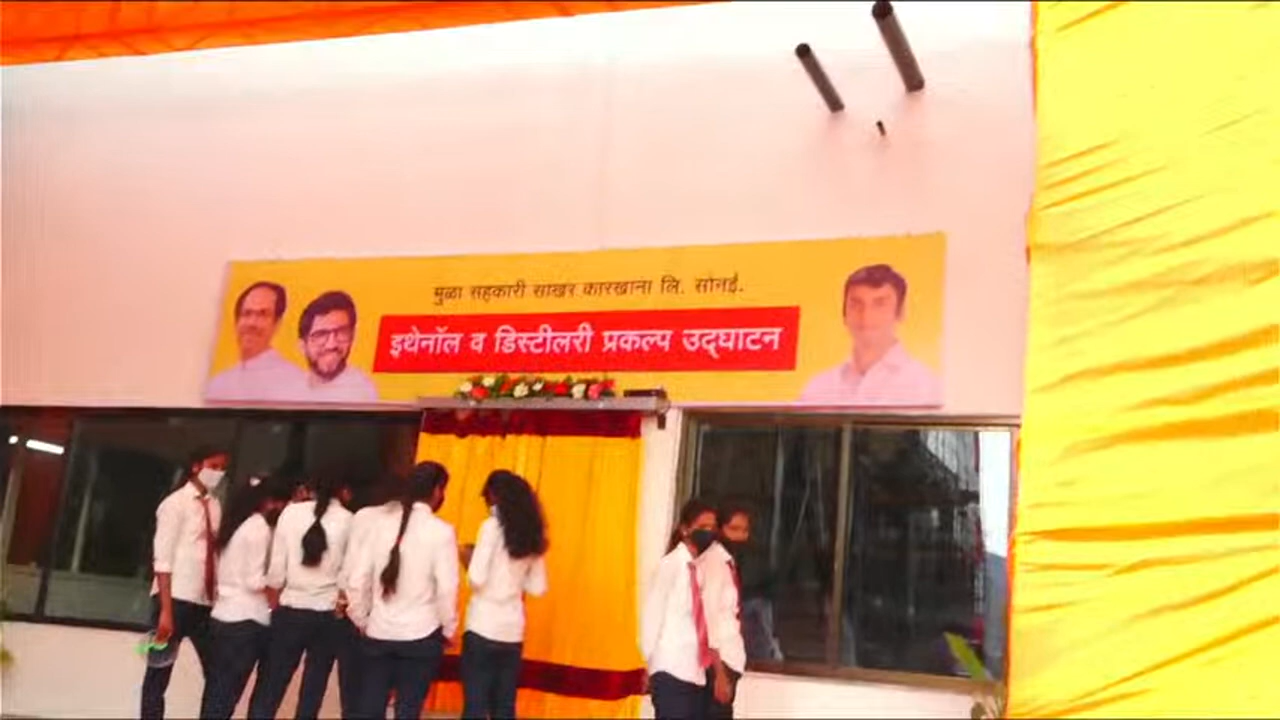 मुळा सहकारी साखर कारखाना लि. सोनई.
इथेनॉल व डिस्टीलरी प्रकल्प उद्घाटन